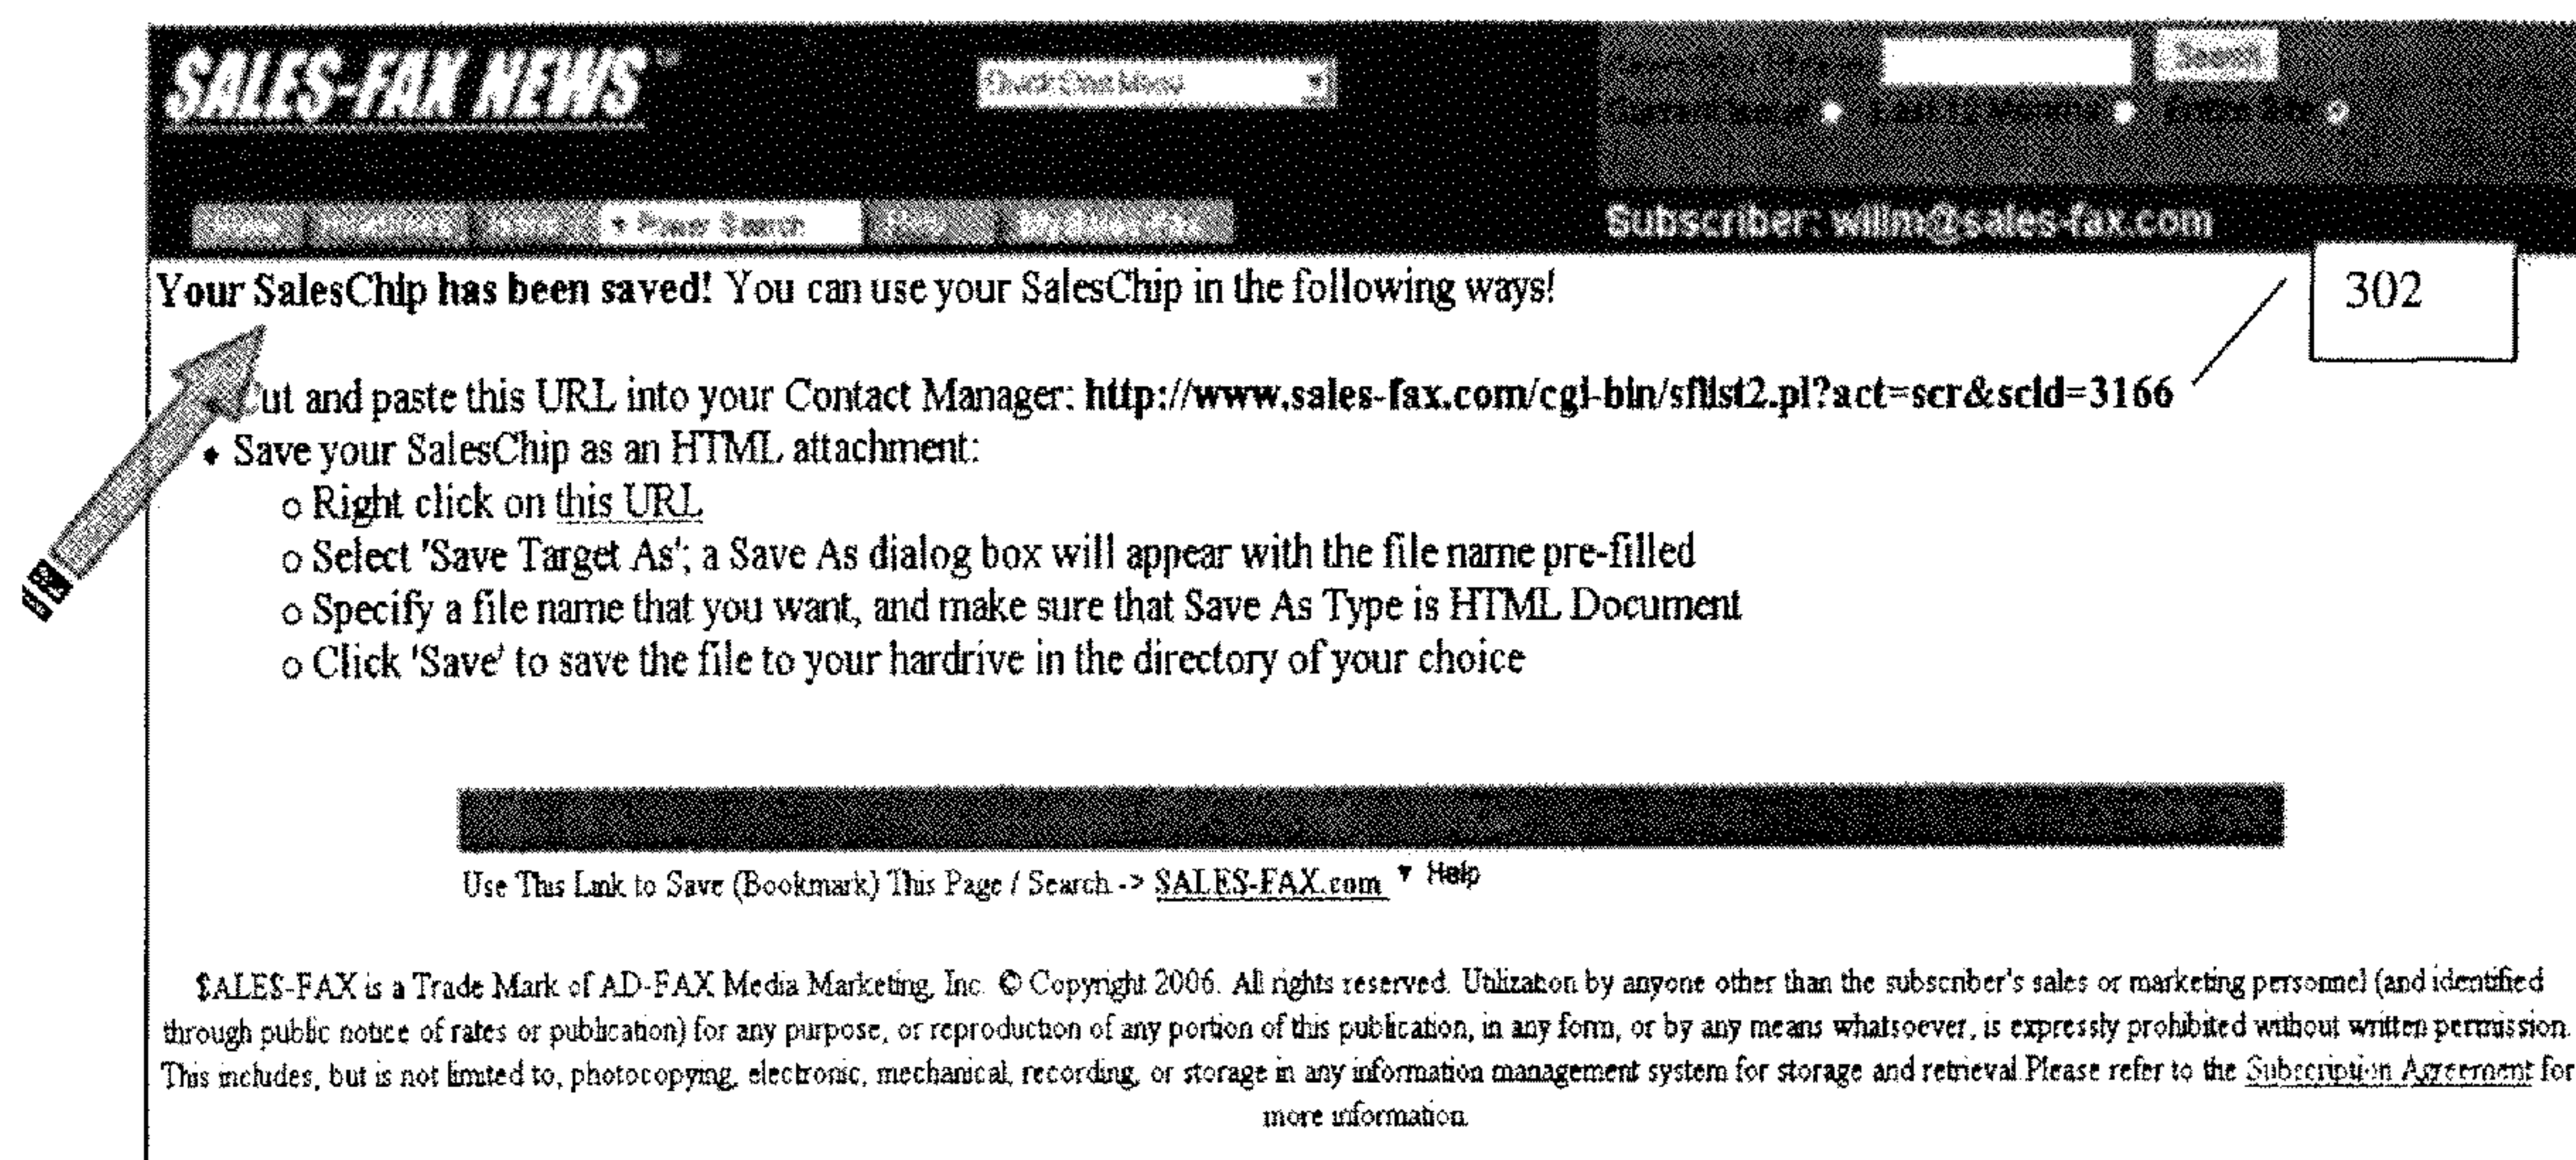 SALES-FAX NEWS
Quick Stat Menu
Search
Power Search
Subscriber: willm@sales-fax.com
Your SalesChip has been saved! You can use your SalesChip in the following ways!
302
Cut and paste this URL into your Contact Manager: http://www.sales-fax.com/cgi-bin/sflist2.pl?act=scr&scid=3166
♦ Save your SalesChip as an HTML attachment:
o Right click on this URL
o Select 'Save Target As'; a Save As dialog box will appear with the file name pre-filled
o Specify a file name that you want, and make sure that Save As Type is HTML Document
o Click 'Save' to save the file to your hardrive in the directory of your choice
Use This Link to Save (Bookmark) This Page / Search -> SALES-FAX.com ▼ Help
$ALES-FAX is a Trade Mark of AD-FAX Media Marketing, Inc. © Copyright 2006. All rights reserved. Utilization by anyone other than the subscriber's sales or marketing personnel (and identified
through public notice of rates or publication) for any purpose, or reproduction of any portion of this publication, in any form, or by any means whatsoever, is expressly prohibited without written permission.
This includes, but is not limited to, photocopying, electronic, mechanical, recording, or storage in any information management system for storage and retrieval.Please refer to the Subscription Agreement for
more information.